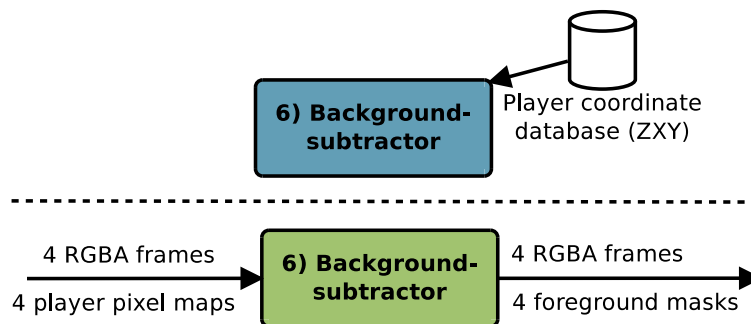 6) Background-
subtractor
Player coordinate
database (ZXY)
4 RGBA frames
4 player pixel maps
6) Background-
subtractor
4 RGBA frames
4 foreground masks